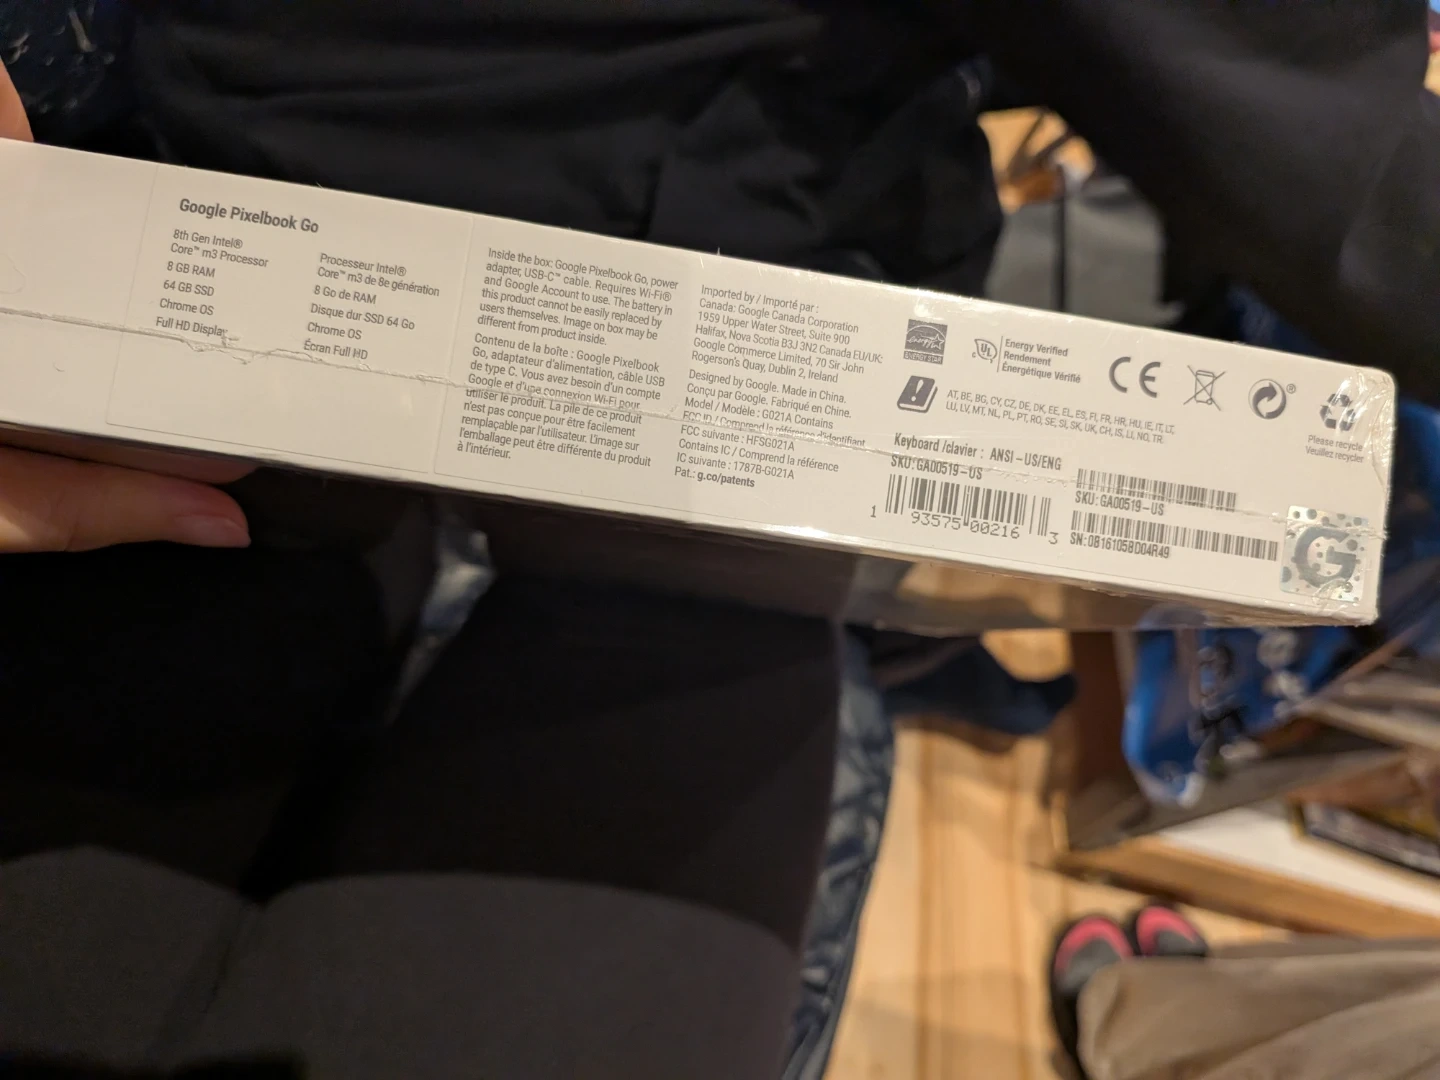 Google Pixelbook Go
8th Gen Intel®
Core™ m3 Processor
8 GB RAM
64 GB SSD
Chrome OS
Full HD Display
Processeur Intel®
Core™ m3 de 8e génération
8 Go de RAM
Disque dur SSD 64 Go
Chrome OS
Écran Full HD
Inside the box: Google Pixelbook Go, power
adapter, USB-C™ cable. Requires Wi-Fi®
and Google Account to use. The battery in
this product cannot be easily replaced by
users themselves. Image on box may be
different from product inside.
Contenu de la boîte : Google Pixelbook
Go, adaptateur d'alimentation, câble USB
de type C. Vous avez besoin d'un compte
Google et d'une connexion Wi-Fi pour
utiliser le produit. La pile de ce produit
n'est pas conçue pour être facilement
remplaçable par l'utilisateur. L'image sur
l'emballage peut être différente du produit
à l'intérieur.
Imported by / Importé par :
Canada: Google Canada Corporation
1959 Upper Water Street, Suite 900
Halifax, Nova Scotia B3J 3N2 Canada EU/UK:
Google Commerce Limited, 70 Sir John
Rogerson's Quay, Dublin 2, Ireland
Designed by Google. Made in China.
Conçu par Google. Fabriqué en Chine.
Model / Modèle : G021A Contains
FCC ID / Comprend la référence d'identifiant
FCC suivante : HFSG021A
Contains IC / Comprend la référence
IC suivante : 1787B-G021A
Pat.: g.co/patents
ENERGY STAR
UL
Energy Verified
Rendement
Énergétique Vérifié
CE
AT, BE, BG, CY, CZ, DE, DK, EE, EL, ES, FI, FR, HR, HU, IE, IT, LT,
LU, LV, MT, NL, PL, PT, RO, SE, SI, SK, UK, CH, IS, LI, NO, TR.
Please recycle
Veuillez recycler
Keyboard /clavier : ANSI-US/ENG
SKU:GA00519-US
1 93575 00216 3
SKU:GA00519-US
SN:0B16105BD04R49
G